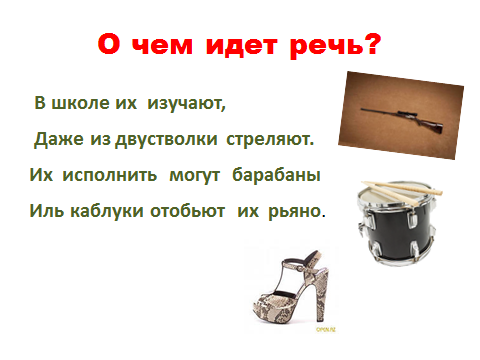 О чем идет речь?
В школе их изучают,
Даже из двустволки стреляют.
Их исполнить могут барабаны
Иль каблуки отобьют их рьяно.